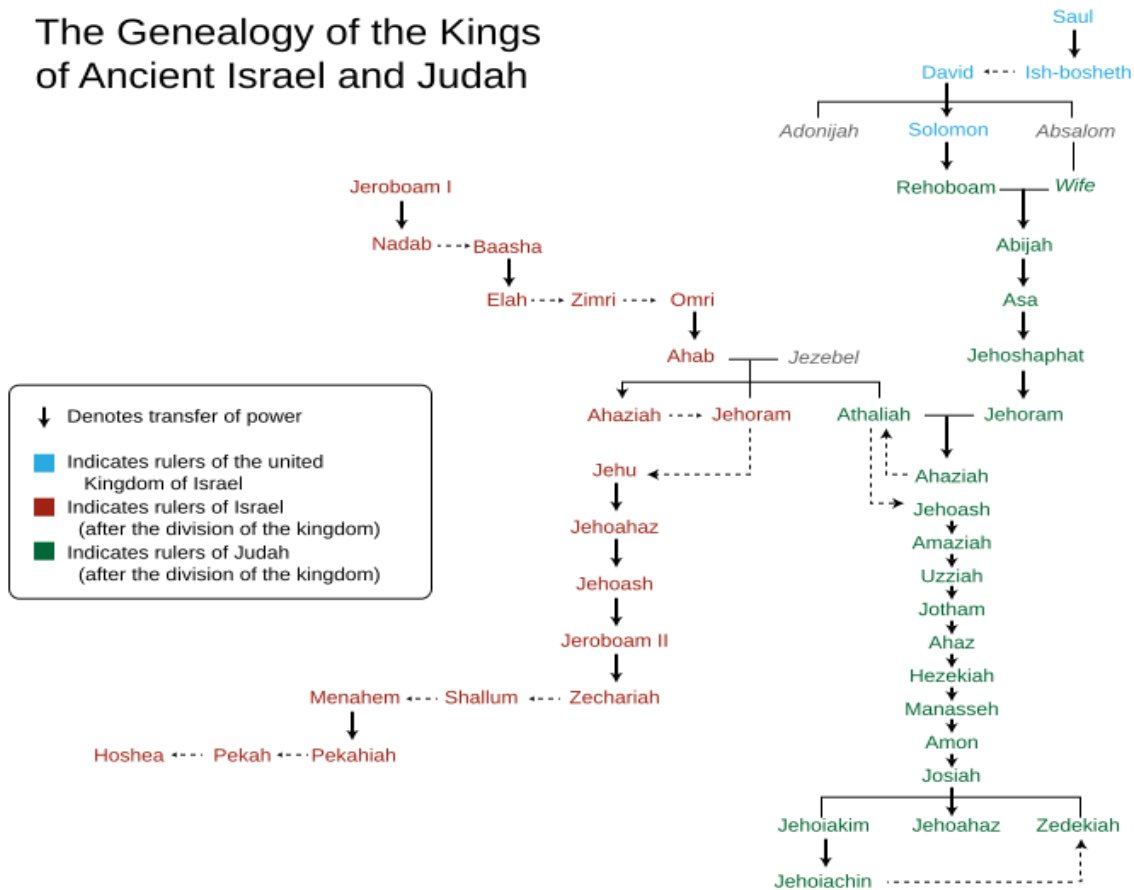 The Genealogy of the Kings
of Ancient Israel and Judah
Saul
David
Ish-bosheth
Adonijah
Solomon
Absalom
Jeroboam I
Rehoboam
Wife
Nadab
Baasha
Abijah
Elah
Zimri
Omri
Asa
Ahab
Jezebel
Jehoshaphat
Denotes transfer of power
Indicates rulers of the united
Kingdom of Israel
Indicates rulers of Israel
(after the division of the kingdom)
Indicates rulers of Judah
(after the division of the kingdom)
Ahaziah
Jehoram
Athaliah
Jehoram
Jehu
Ahaziah
Jehoash
Jehoahaz
Amaziah
Jehoash
Uzziah
Jotham
Jeroboam II
Ahaz
Hezekiah
Menahem
Shallum
Zechariah
Manasseh
Amon
Hoshea
Pekah
Pekahiah
Josiah
Jehoiakim
Jehoahaz
Zedekiah
Jehoiachin